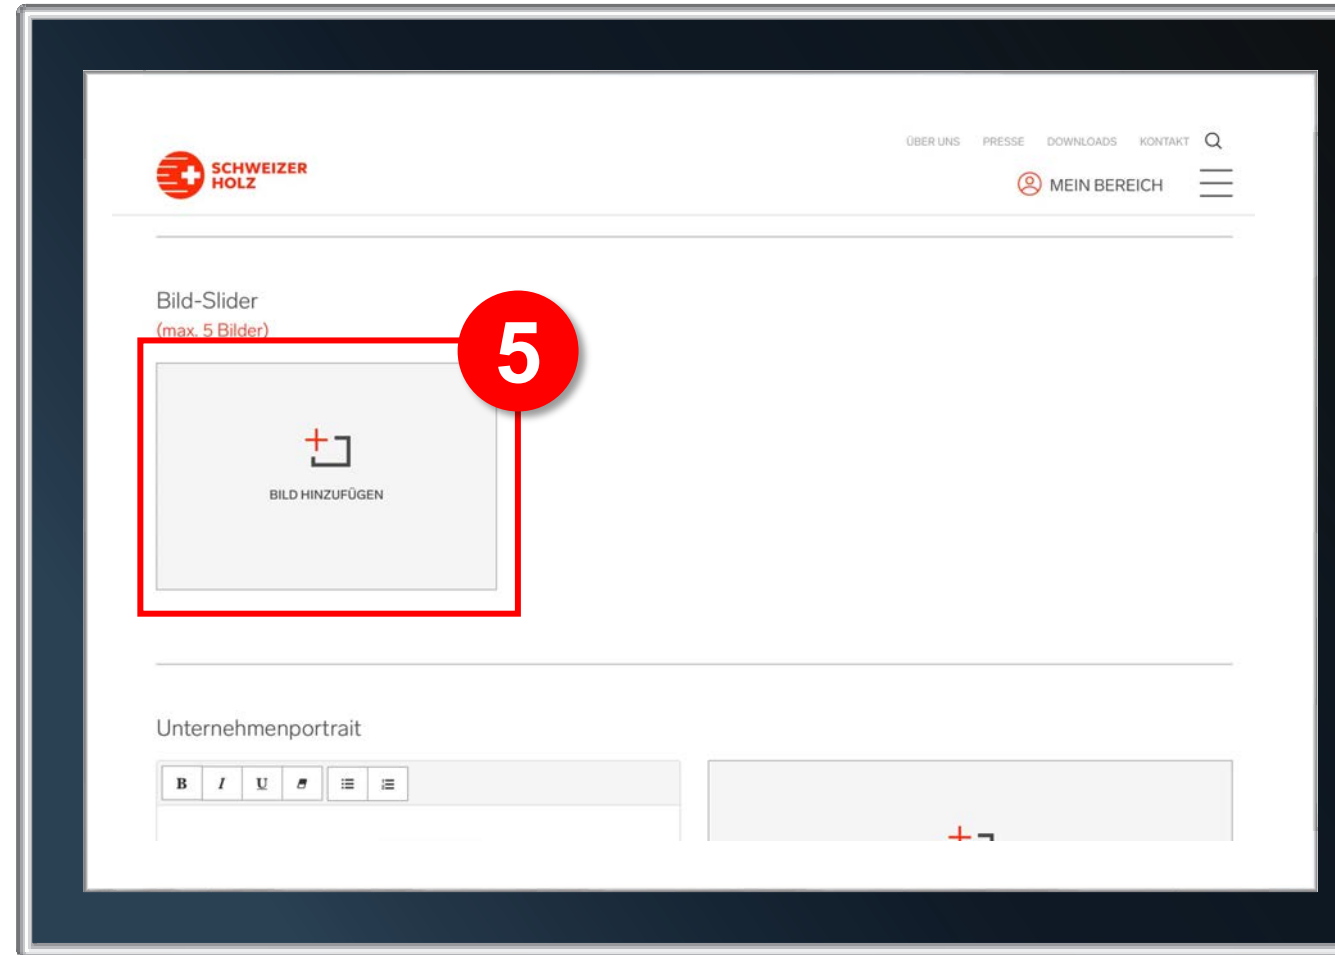 ÜBER UNS PRESSE DOWNLOADS KONTAKT
SCHWEIZER
HOLZ
MEIN BEREICH
Bild-Slider
(max. 5 Bilder)
5
BILD HINZUFÜGEN
Unternehmenportrait
B I U